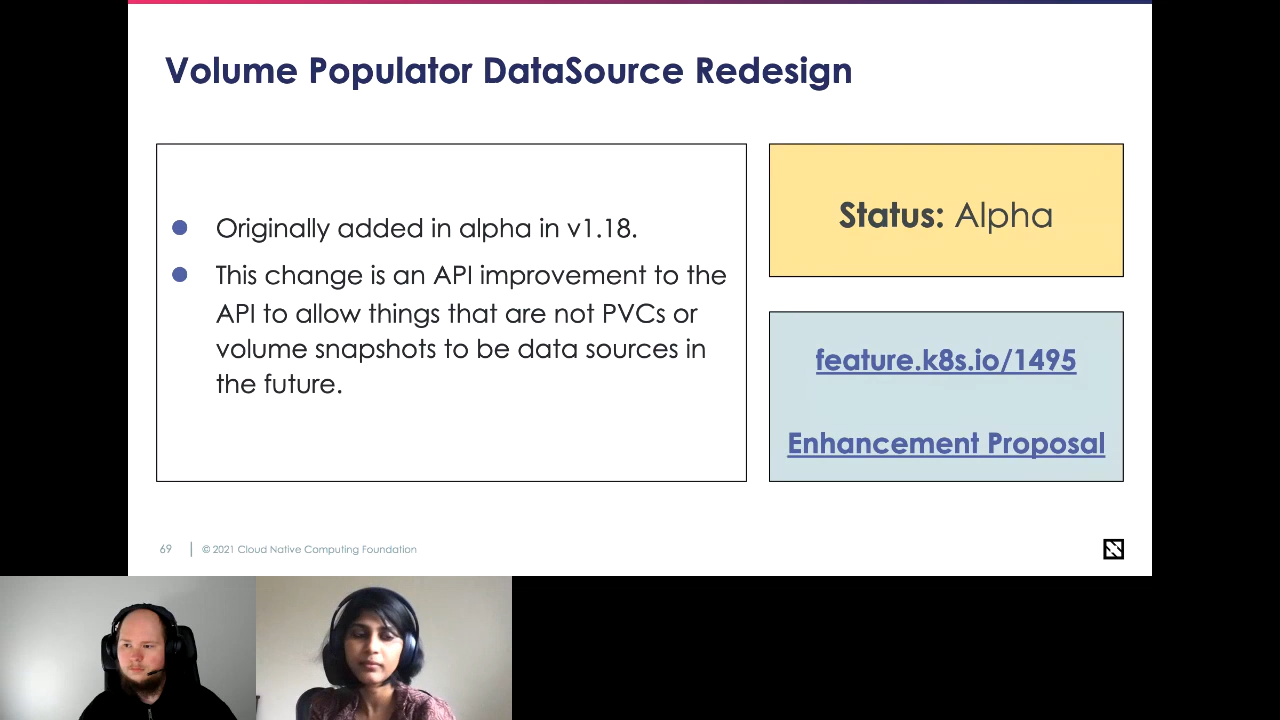 Volume Populator DataSource Redesign
Originally added in alpha in v1.18.
This change is an API improvement to the
API to allow things that are not PVCs or
volume snapshots to be data sources in
the future.
Status: Alpha
feature.k8s.io/1495
Enhancement Proposal
69
© 2021 Cloud Native Computing Foundation